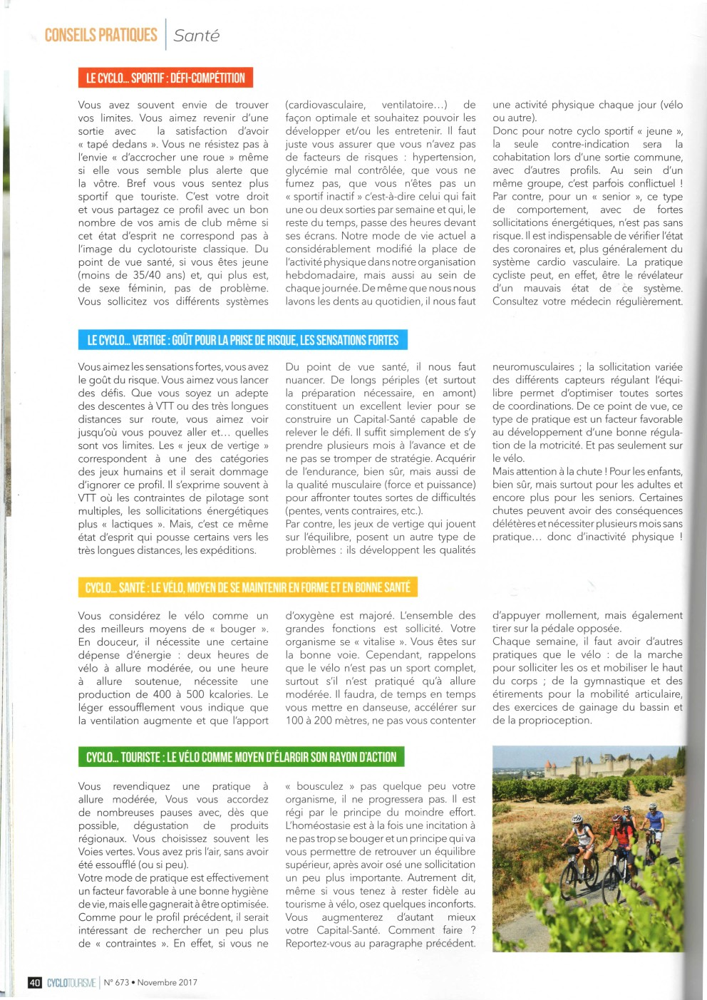 CONSEILS PRATIQUES | Santé
LE CYCLO... SPORTIF : DÉFI-COMPÉTITION
Vous avez souvent envie de trouver
vos limites. Vous aimez revenir d'une
sortie avec la satisfaction d'avoir
« tapé dedans ». Vous ne résistez pas à
l'envie « d'accrocher une roue » même
si elle vous semble plus alerte que
la vôtre. Bref vous vous sentez plus
sportif que touriste. C'est votre droit
et vous partagez ce profil avec un bon
nombre de vos amis de club même si
cet état d'esprit ne correspond pas à
l'image du cyclotouriste classique. Du
point de vue santé, si vous êtes jeune
(moins de 35/40 ans) et, qui plus est,
de sexe féminin, pas de problème.
Vous sollicitez vos différents systèmes
(cardiovasculaire, ventilatoire...) de
façon optimale et souhaitez pouvoir les
développer et/ou les entretenir. Il faut
juste vous assurer que vous n'avez pas
de facteurs de risques : hypertension,
glycémie mal contrôlée, que vous ne
fumez pas, que vous n'êtes pas un
« sportif inactif » c'est-à-dire celui qui fait
une ou deux sorties par semaine et qui, le
reste du temps, passe des heures devant
ses écrans. Notre mode de vie actuel a
considérablement modifié la place de
l'activité physique dans notre organisation
hebdomadaire, mais aussi au sein de
chaque journée. De même que nous nous
lavons les dents au quotidien, il nous faut
une activité physique chaque jour (vélo
ou autre).
Donc pour notre cyclo sportif « jeune »,
la seule contre-indication sera la
cohabitation lors d'une sortie commune,
avec d'autres profils. Au sein d'un
même groupe, c'est parfois conflictuel !
Par contre, pour un « senior », ce type
de comportement, avec de fortes
sollicitations énergétiques, n'est pas sans
risque. Il est indispensable de vérifier l'état
des coronaires et, plus généralement du
système cardio vasculaire. La pratique
cycliste peut, en effet, être le révélateur
d'un mauvais état de ce système.
Consultez votre médecin régulièrement.
LE CYCLO... VERTIGE : GOÛT POUR LA PRISE DE RISQUE, LES SENSATIONS FORTES
Vous aimez les sensations fortes, vous avez
le goût du risque. Vous aimez vous lancer
des défis. Que vous soyez un adepte
des descentes à VTT ou des très longues
distances sur route, vous aimez voir
jusqu'où vous pouvez aller et... quelles
sont vos limites. Les « jeux de vertige »
correspondent à une des catégories
des jeux humains et il serait dommage
d'ignorer ce profil. Il s'exprime souvent à
VTT où les contraintes de pilotage sont
multiples, les sollicitations énergétiques
plus « lactiques ». Mais, c'est ce même
état d'esprit qui pousse certains vers les
très longues distances, les expéditions.
Du point de vue santé, il nous faut
nuancer. De longs périples (et surtout
la préparation nécessaire, en amont)
constituent un excellent levier pour se
construire un Capital-Santé capable de
relever le défi. Il suffit simplement de s'y
prendre plusieurs mois à l'avance et de
ne pas se tromper de stratégie. Acquérir
de l'endurance, bien sûr, mais aussi de
la qualité musculaire (force et puissance)
pour affronter toutes sortes de difficultés
(pentes, vents contraires, etc.).
Par contre, les jeux de vertige qui jouent
sur l'équilibre, posent un autre type de
problèmes : ils développent les qualités
neuromusculaires ; la sollicitation variée
des différents capteurs régulant l'équi-
libre permet d'optimiser toutes sortes
de coordinations. De ce point de vue, ce
type de pratique est un facteur favorable
au développement d'une bonne régula-
tion de la motricité. Et pas seulement sur
le vélo.
Mais attention à la chute ! Pour les enfants,
bien sûr, mais surtout pour les adultes et
encore plus pour les seniors. Certaines
chutes peuvent avoir des conséquences
délétères et nécessiter plusieurs mois sans
pratique... donc d'inactivité physique !
CYCLO... SANTÉ : LE VÉLO, MOYEN DE SE MAINTENIR EN FORME ET EN BONNE SANTÉ
Vous considérez le vélo comme un
des meilleurs moyens de « bouger ».
En douceur, il nécessite une certaine
dépense d'énergie : deux heures de
vélo à allure modérée, ou une heure
à allure soutenue, nécessite une
production de 400 à 500 kcalories. Le
léger essoufflement vous indique que
la ventilation augmente et que l'apport
d'oxygène est majoré. L'ensemble des
grandes fonctions est sollicité. Votre
organisme se « vitalise ». Vous êtes sur
la bonne voie. Cependant, rappelons
que le vélo n'est pas un sport complet,
surtout s'il n'est pratiqué qu'à allure
modérée. Il faudra, de temps en temps
vous mettre en danseuse, accélérer sur
100 à 200 mètres, ne pas vous contenter
d'appuyer mollement, mais également
tirer sur la pédale opposée.
Chaque semaine, il faut avoir d'autres
pratiques que le vélo : de la marche
pour solliciter les os et mobiliser le haut
du corps ; de la gymnastique et des
étirements pour la mobilité articulaire,
des exercices de gainage du bassin et
de la proprioception.
CYCLO... TOURISTE : LE VÉLO COMME MOYEN D'ÉLARGIR SON RAYON D'ACTION
Vous revendiquez une pratique à
allure modérée, Vous vous accordez
de nombreuses pauses avec, dès que
possible, dégustation de produits
régionaux. Vous choisissez souvent les
Voies vertes. Vous avez pris l'air, sans avoir
été essoufflé (ou si peu).
Votre mode de pratique est effectivement
un facteur favorable à une bonne hygiène
de vie, mais elle gagnerait à être optimisée.
Comme pour le profil précédent, il serait
intéressant de rechercher un peu plus
de « contraintes ». En effet, si vous ne
« bousculez » pas quelque peu votre
organisme, il ne progressera pas. Il est
régi par le principe du moindre effort.
L'homéostasie est à la fois une incitation à
ne pas trop se bouger et un principe qui va
vous permettre de retrouver un équilibre
supérieur, après avoir osé une sollicitation
un peu plus importante. Autrement dit,
même si vous tenez à rester fidèle au
tourisme à vélo, osez quelques inconforts.
Vous augmenterez d'autant mieux
votre Capital-Santé. Comment faire ?
Reportez-vous au paragraphe précédent.
40 CYCLOTOURISME | N° 673 • Novembre 2017